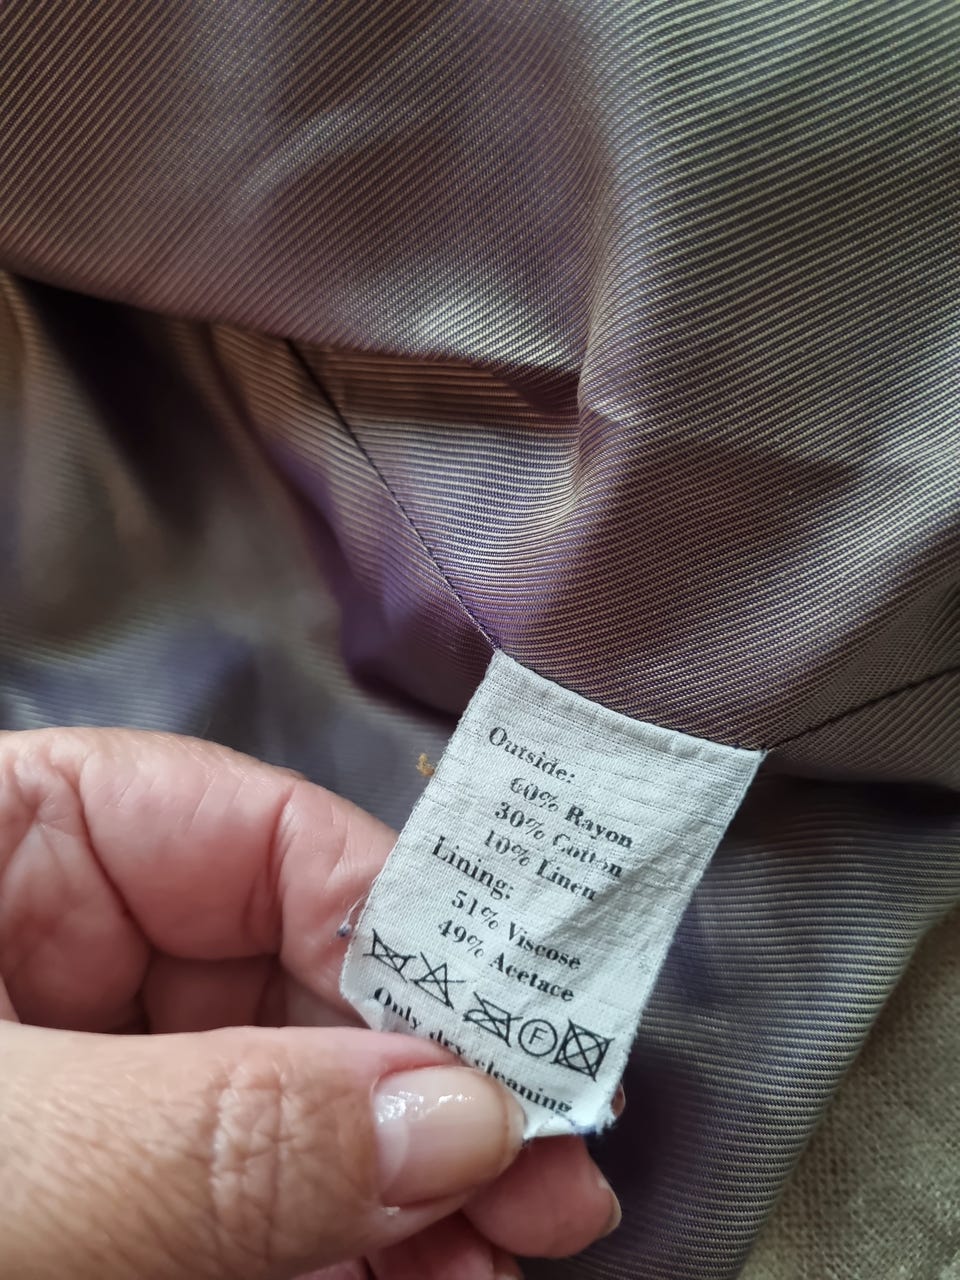 Outside:
60% Rayon
30% Cotton
10% Linen
Lining:
51% Viscose
49% Acetace
F
Only dry cleaning